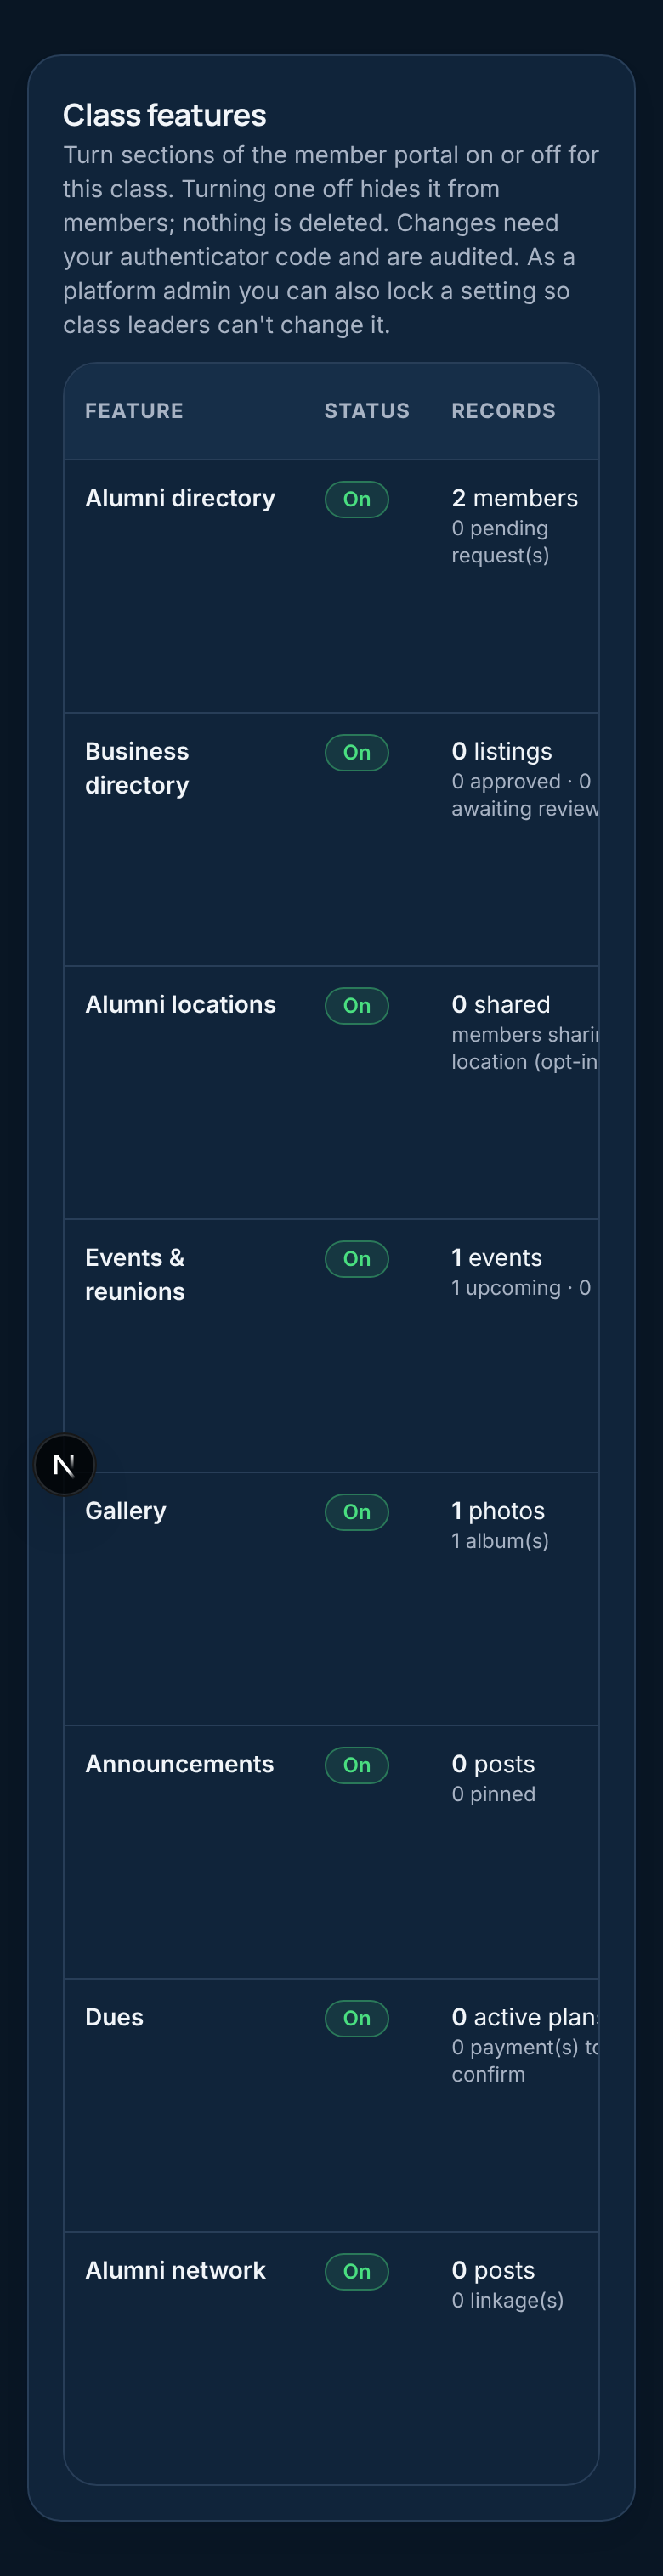 Class features
Turn sections of the member portal on or off for
this class. Turning one off hides it from
members; nothing is deleted. Changes need
your authenticator code and are audited. As a
platform admin you can also lock a setting so
class leaders can't change it.
FEATURE STATUS RECORDS
Alumni directory On 2 members
0 pending
request(s)
Business On 0 listings
directory 0 approved · 0
awaiting review
Alumni locations On 0 shared
members
location (opt-in
Events & On 1 events
reunions 1 upcoming · 0
N
Gallery On 1 photos
1 album(s)
Announcements On 0 posts
0 pinned
Dues On 0 active plans
0 payment(s) to
confirm
Alumni network On 0 posts
0 linkage(s)